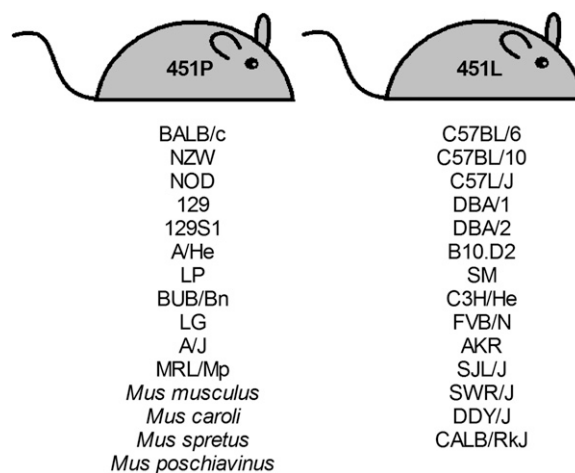 451P
BALB/c
NZW
NOD
129
129S1
A/He
LP
BUB/Bn
LG
A/J
MRL/Mp
Mus musculus
Mus caroli
Mus spretus
Mus poschiavinus
451L
C57BL/6
C57BL/10
C57L/J
DBA/1
DBA/2
B10.D2
SM
C3H/He
FVB/N
AKR
SJL/J
SWR/J
DDY/J
CALB/RkJ